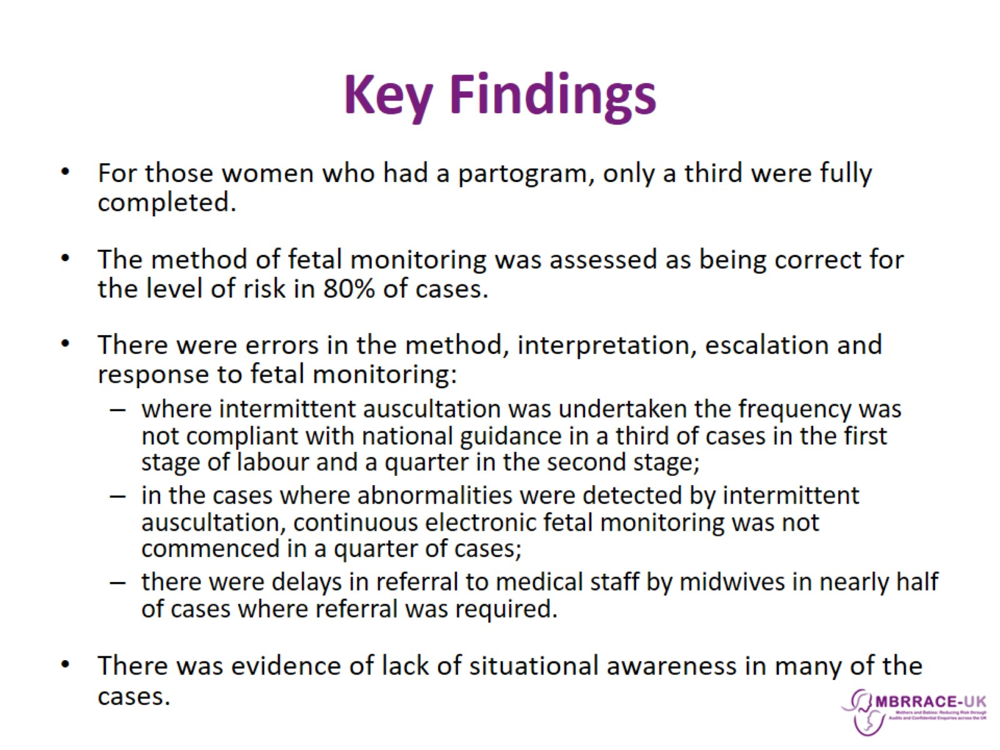 Key Findings
• For those women who had a partogram, only a third were fully
completed.
• The method of fetal monitoring was assessed as being correct for
the level of risk in 80% of cases.
• There were errors in the method, interpretation, escalation and
response to fetal monitoring:
– where intermittent auscultation was undertaken the frequency was
not compliant with national guidance in a third of cases in the first
stage of labour and a quarter in the second stage;
– in the cases where abnormalities were detected by intermittent
auscultation, continuous electronic fetal monitoring was not
commenced in a quarter of cases;
– there were delays in referral to medical staff by midwives in nearly half
of cases where referral was required.
• There was evidence of lack of situational awareness in many of the
cases.
MBRRACE-UK
Mothers and Babies: Reducing Risk through
Audits and Confidential Enquiries across the UK